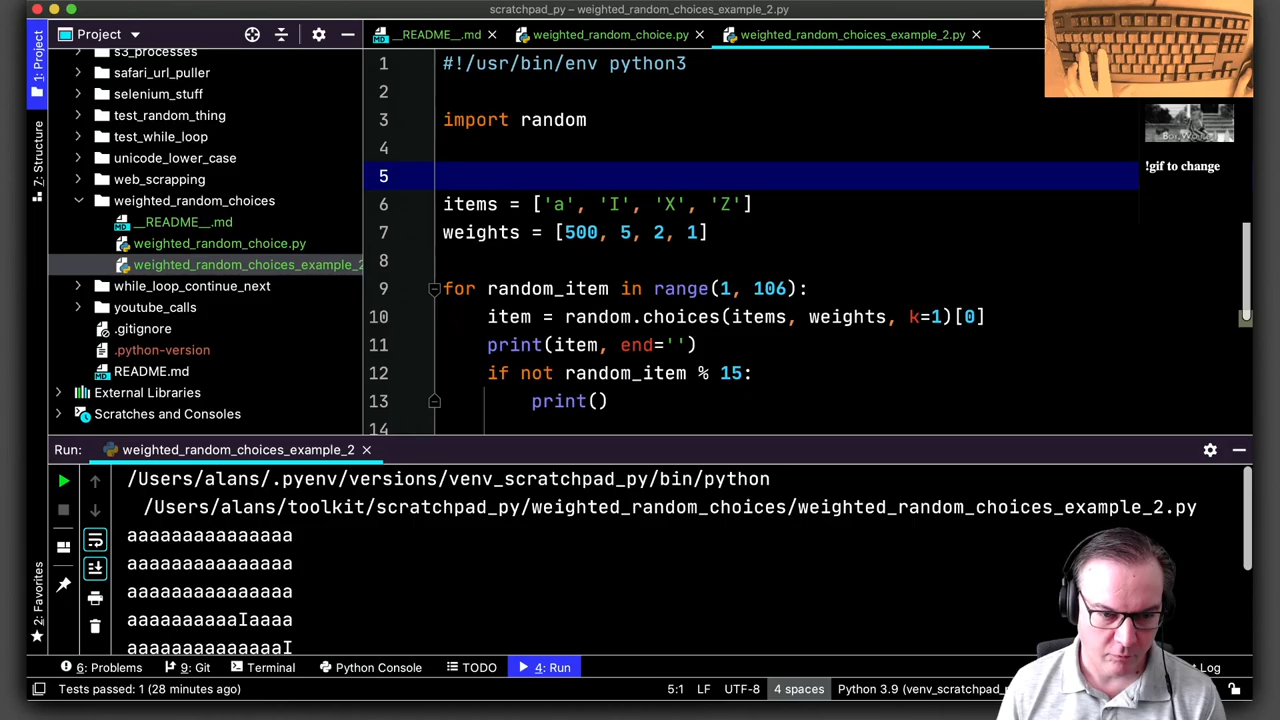 scratchpad_py – weighted_random_choices_example_2.py
Project
__README__.md
weighted_random_choice.py
weighted_random_choices_example_2.py
1: Project
7: Structure
2: Favorites
s3_processes
safari_url_puller
selenium_stuff
test_random_thing
test_while_loop
unicode_lower_case
web_scrapping
weighted_random_choices
__README__.md
weighted_random_choice.py
weighted_random_choices_example_2
while_loop_continue_next
youtube_calls
.gitignore
.python-version
README.md
External Libraries
Scratches and Consoles
1 #!/usr/bin/env python3
2
3 import random
4
5
6 items = ['a', 'I', 'X', 'Z']
7 weights = [500, 5, 2, 1]
8
9 for random_item in range(1, 106):
10 item = random.choices(items, weights, k=1)[0]
11 print(item, end='')
12 if not random_item % 15:
13 print()
14
!gif to change
Run: weighted_random_choices_example_2
/Users/alans/.pyenv/versions/venv_scratchpad_py/bin/python
/Users/alans/toolkit/scratchpad_py/weighted_random_choices/weighted_random_choices_example_2.py
aaaaaaaaaaaaaaa
aaaaaaaaaaaaaaa
aaaaaaaaaaaaaaa
aaaaaaaaaaIaaaa
aaaaaaaaaaaaaaI
6: Problems
9: Git
Terminal
Python Console
TODO
4: Run
Log
Tests passed: 1 (28 minutes ago)
5:1
LF
UTF-8
4 spaces
Python 3.9 (venv_scratchpad_